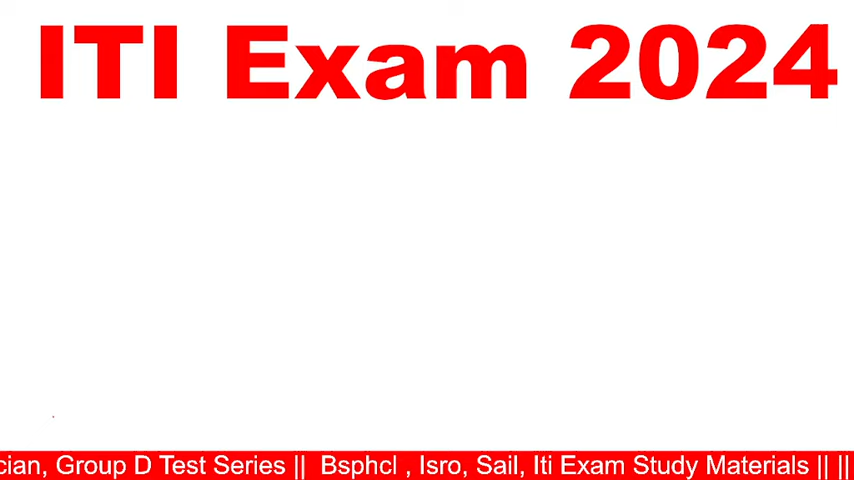 ITI Exam 2024
cian, Group D Test Series || Bsphcl , Isro, Sail, Iti Exam Study Materials || ||